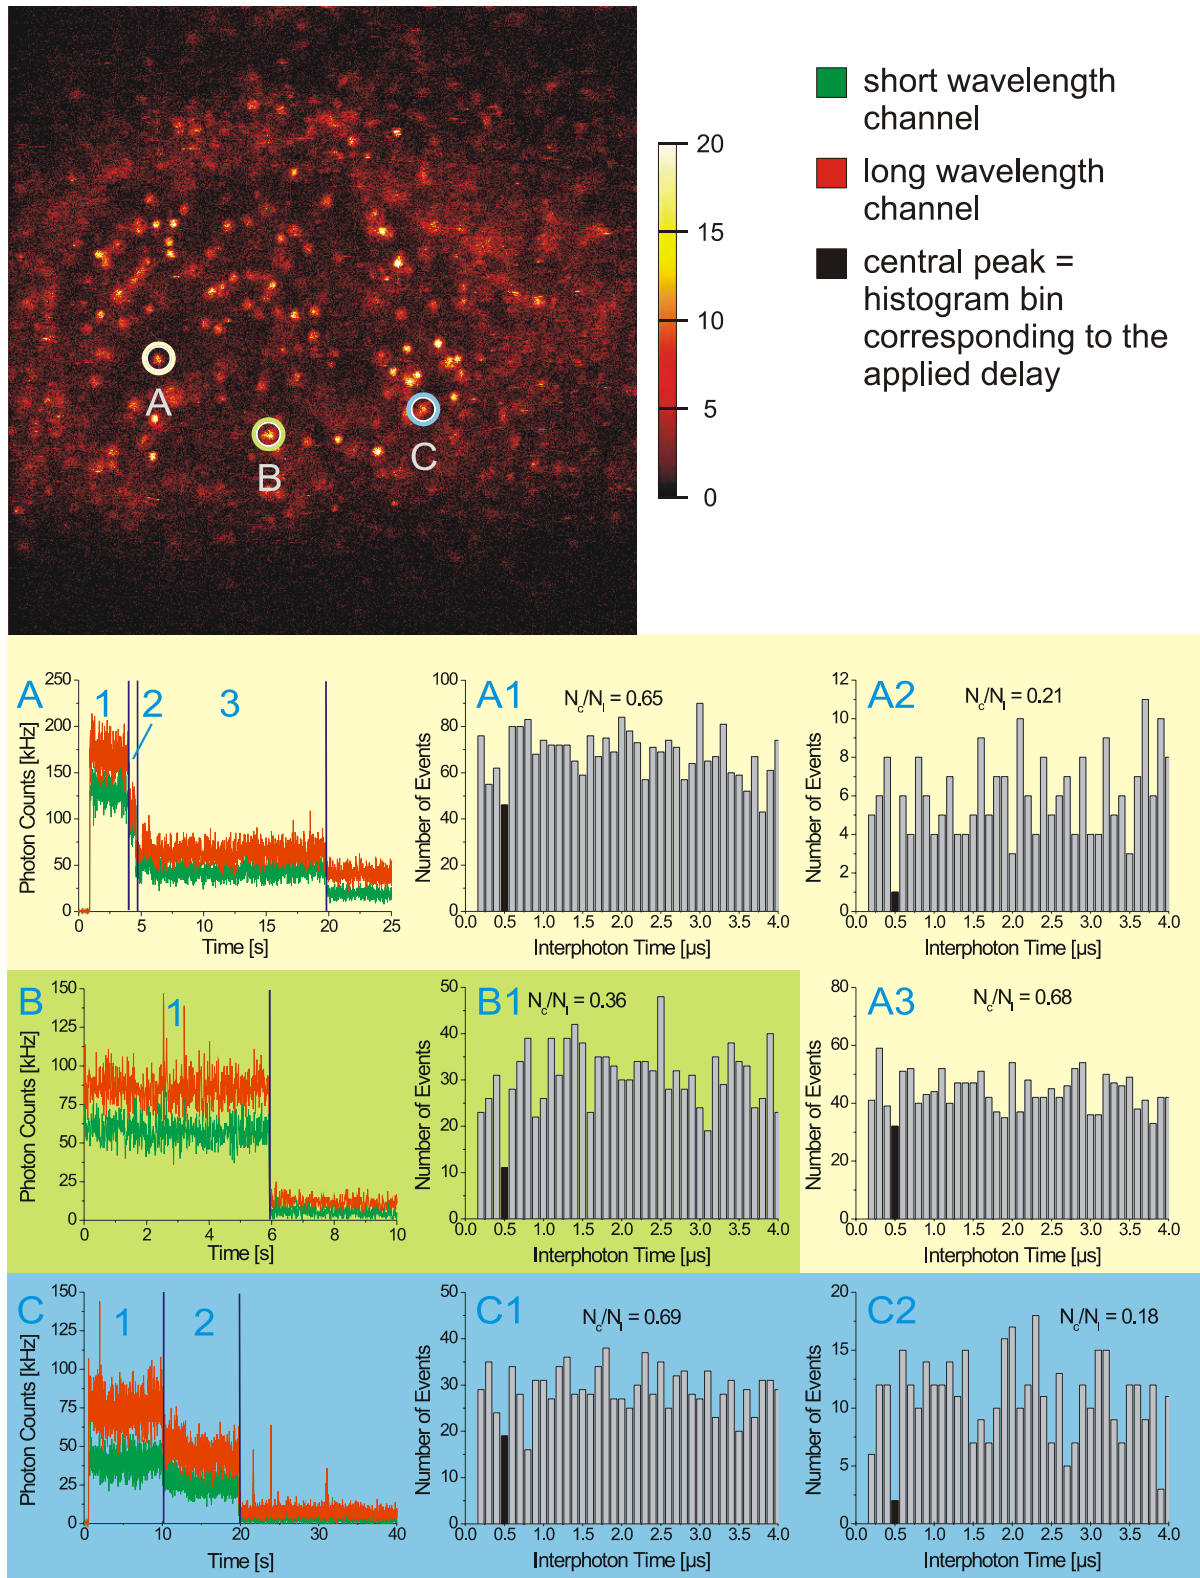 short wavelength
channel
long wavelength
channel
central peak =
histogram bin
corresponding to the
applied delay
20
15
10
5
0
A
B
C
A
1
2
3
250
200
150
100
50
0
Photon Counts [kHz]
0 5 10 15 20 25
Time [s]
A1
N_c/N_l = 0.65
100
80
60
40
20
0
Number of Events
0.5 1.0 1.5 2.0 2.5 3.0 3.5 4.0
Interphoton Time [µs]
A2
N_c/N_l = 0.21
12
10
8
6
4
2
0
Number of Events
0.0 0.5 1.0 1.5 2.0 2.5 3.0 3.5 4.0
Interphoton Time [µs]
B
1
150
125
100
75
50
25
0
Photon Counts [kHz]
0 2 4 6 8 10
Time [s]
B1
N_c/N_l = 0.36
50
40
30
20
10
0
Number of Events
0.5 1.0 1.5 2.0 2.5 3.0 3.5 4.0
Interphoton Time [µs]
A3
N_c/N_l = 0.68
80
60
40
20
0
Number of Events
0.0 0.5 1.0 1.5 2.0 2.5 3.0 3.5 4.0
Interphoton Time [µs]
C
1
2
150
125
100
75
50
25
0
Photon Counts [kHz]
0 10 20 30 40
Time [s]
C1
N_c/N_l = 0.69
50
40
30
20
10
0
Number of Events
0.5 1.0 1.5 2.0 2.5 3.0 3.5 4.0
Interphoton Time [µs]
C2
N_c/N_l = 0.18
20
15
10
5
0
Number of Events
0.0 0.5 1.0 1.5 2.0 2.5 3.0 3.5 4.0
Interphoton Time [µs]